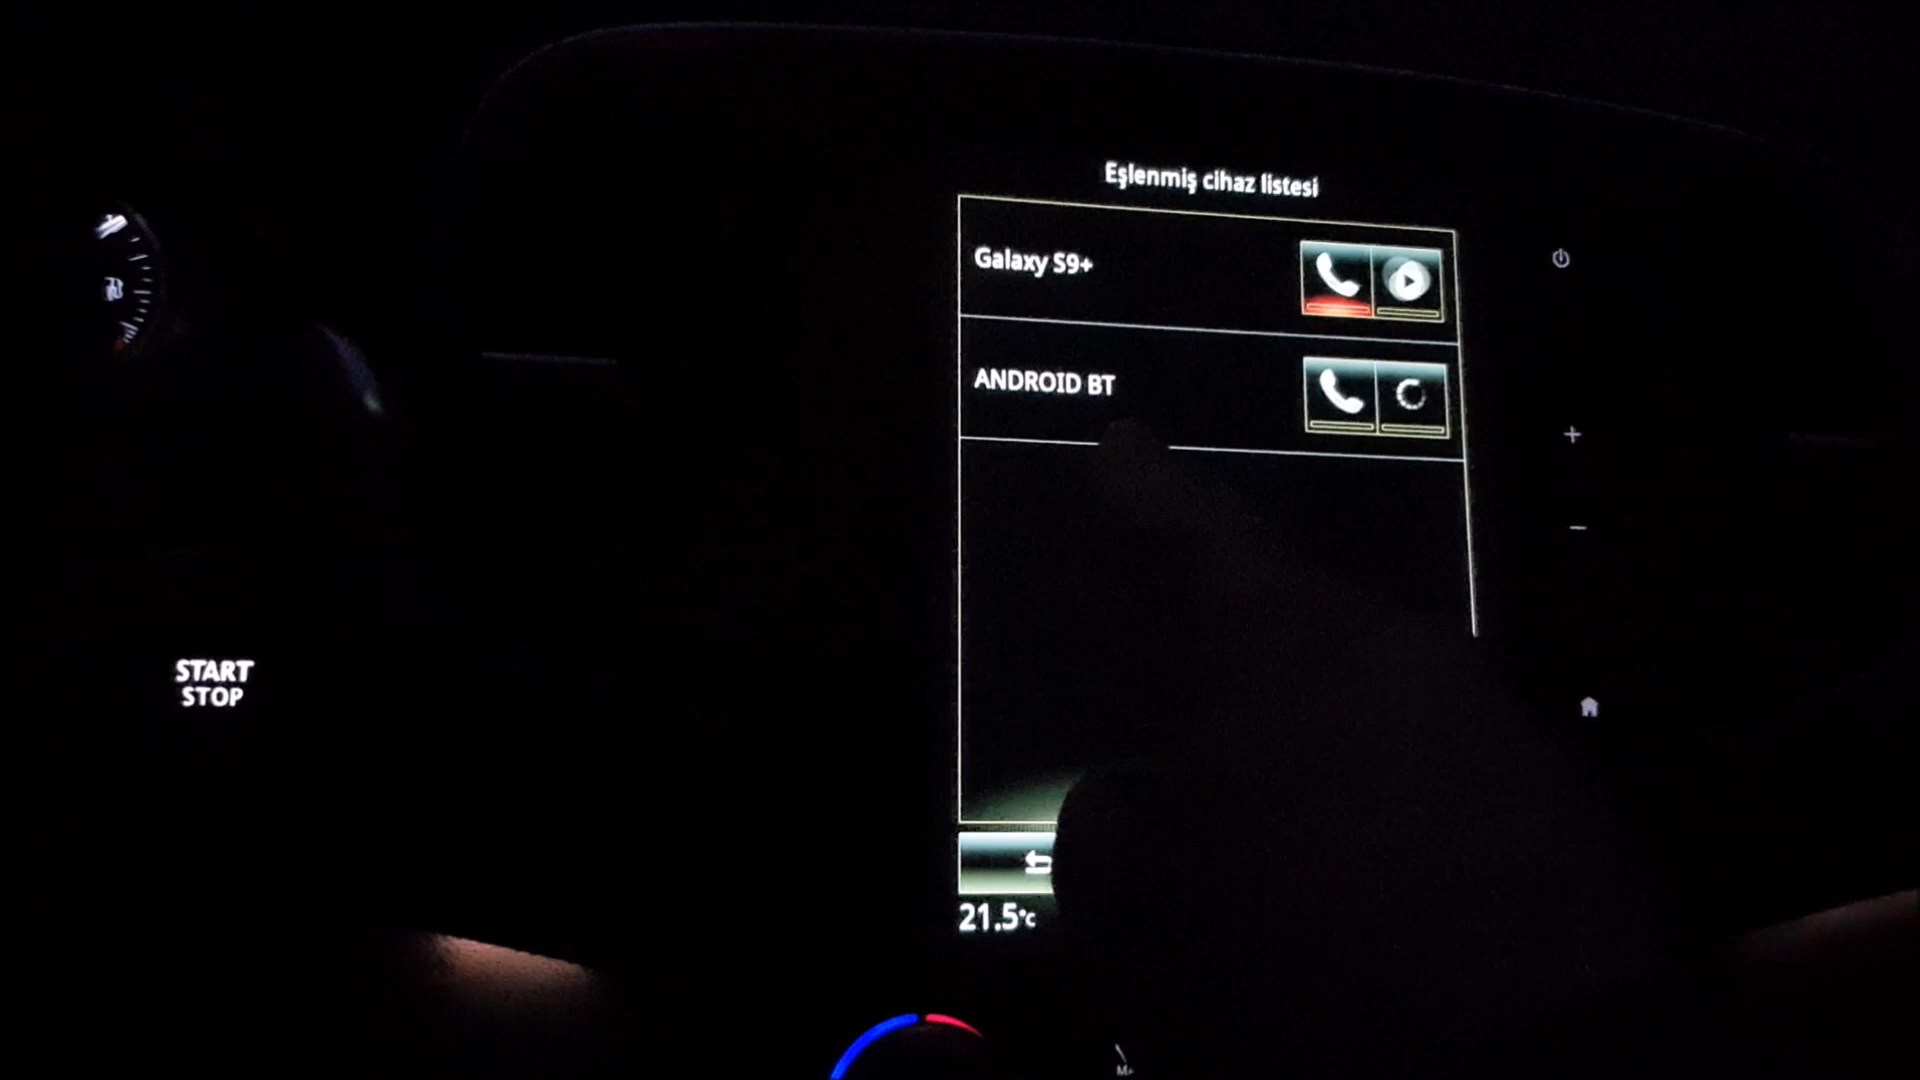 Eşlenmiş cihaz listesi
Galaxy S9+
ANDROID BT
START
STOP
21.5°c